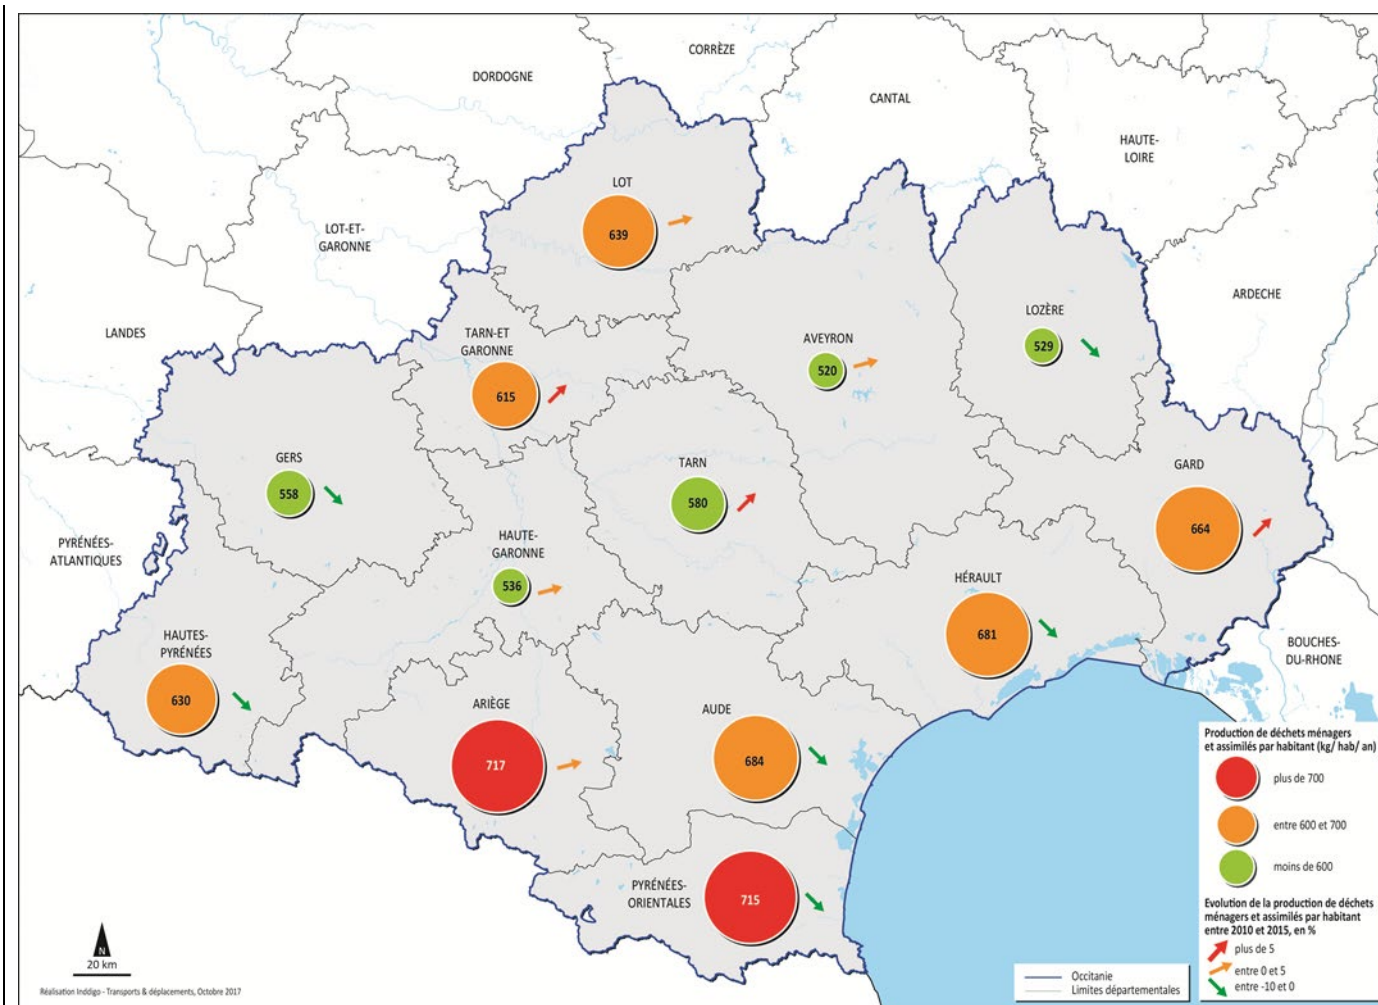 CORRÈZE
DORDOGNE
CANTAL
HAUTE-
LOIRE
LOT
639
LOT-ET-
GARONNE
ARDECHE
LANDES
TARN-ET
GARONNE
615
AVEYRON
520
LOZÈRE
529
GERS
558
TARN
580
GARD
664
PYRÉNÉES-
ATLANTIQUES
HAUTE-
GARONNE
536
HÉRAULT
681
HAUTES-
PYRÉNÉES
630
BOUCHES-
DU-RHONE
ARIÈGE
717
AUDE
684
PYRÉNÉES-
ORIENTALES
715
Production de déchets ménagers
et assimilés par habitant (kg/ hab/ an)
plus de 700
entre 600 et 700
moins de 600
Evolution de la production de déchets
ménagers et assimilés par habitant
entre 2010 et 2015, en %
plus de 5
entre 0 et 5
entre -10 et 0
Occitanie
Limites départementales
N
20 km
Réalisation Inddigo - Transports & déplacements, Octobre 2017